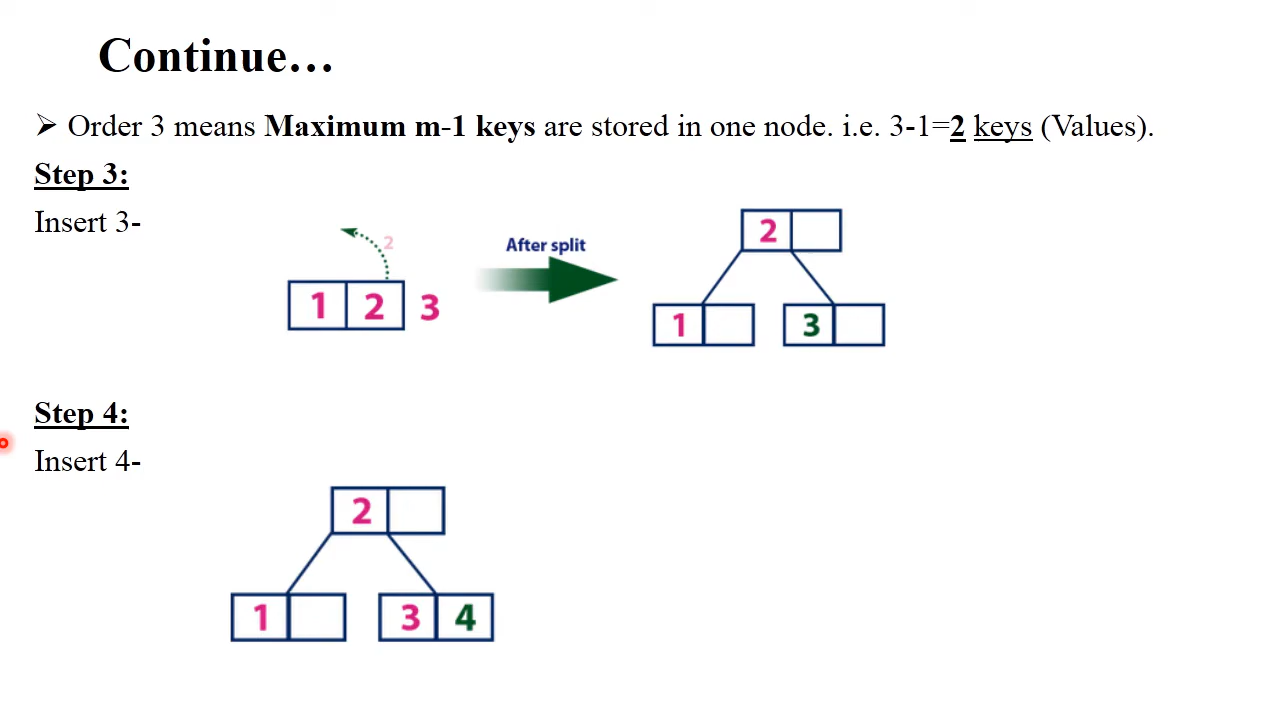 Continue…
➢ Order 3 means Maximum m-1 keys are stored in one node. i.e. 3-1=2 keys (Values).
Step 3:
Insert 3-
2
1 2 3
After split
2
1 3
Step 4:
Insert 4-
2
1 3 4